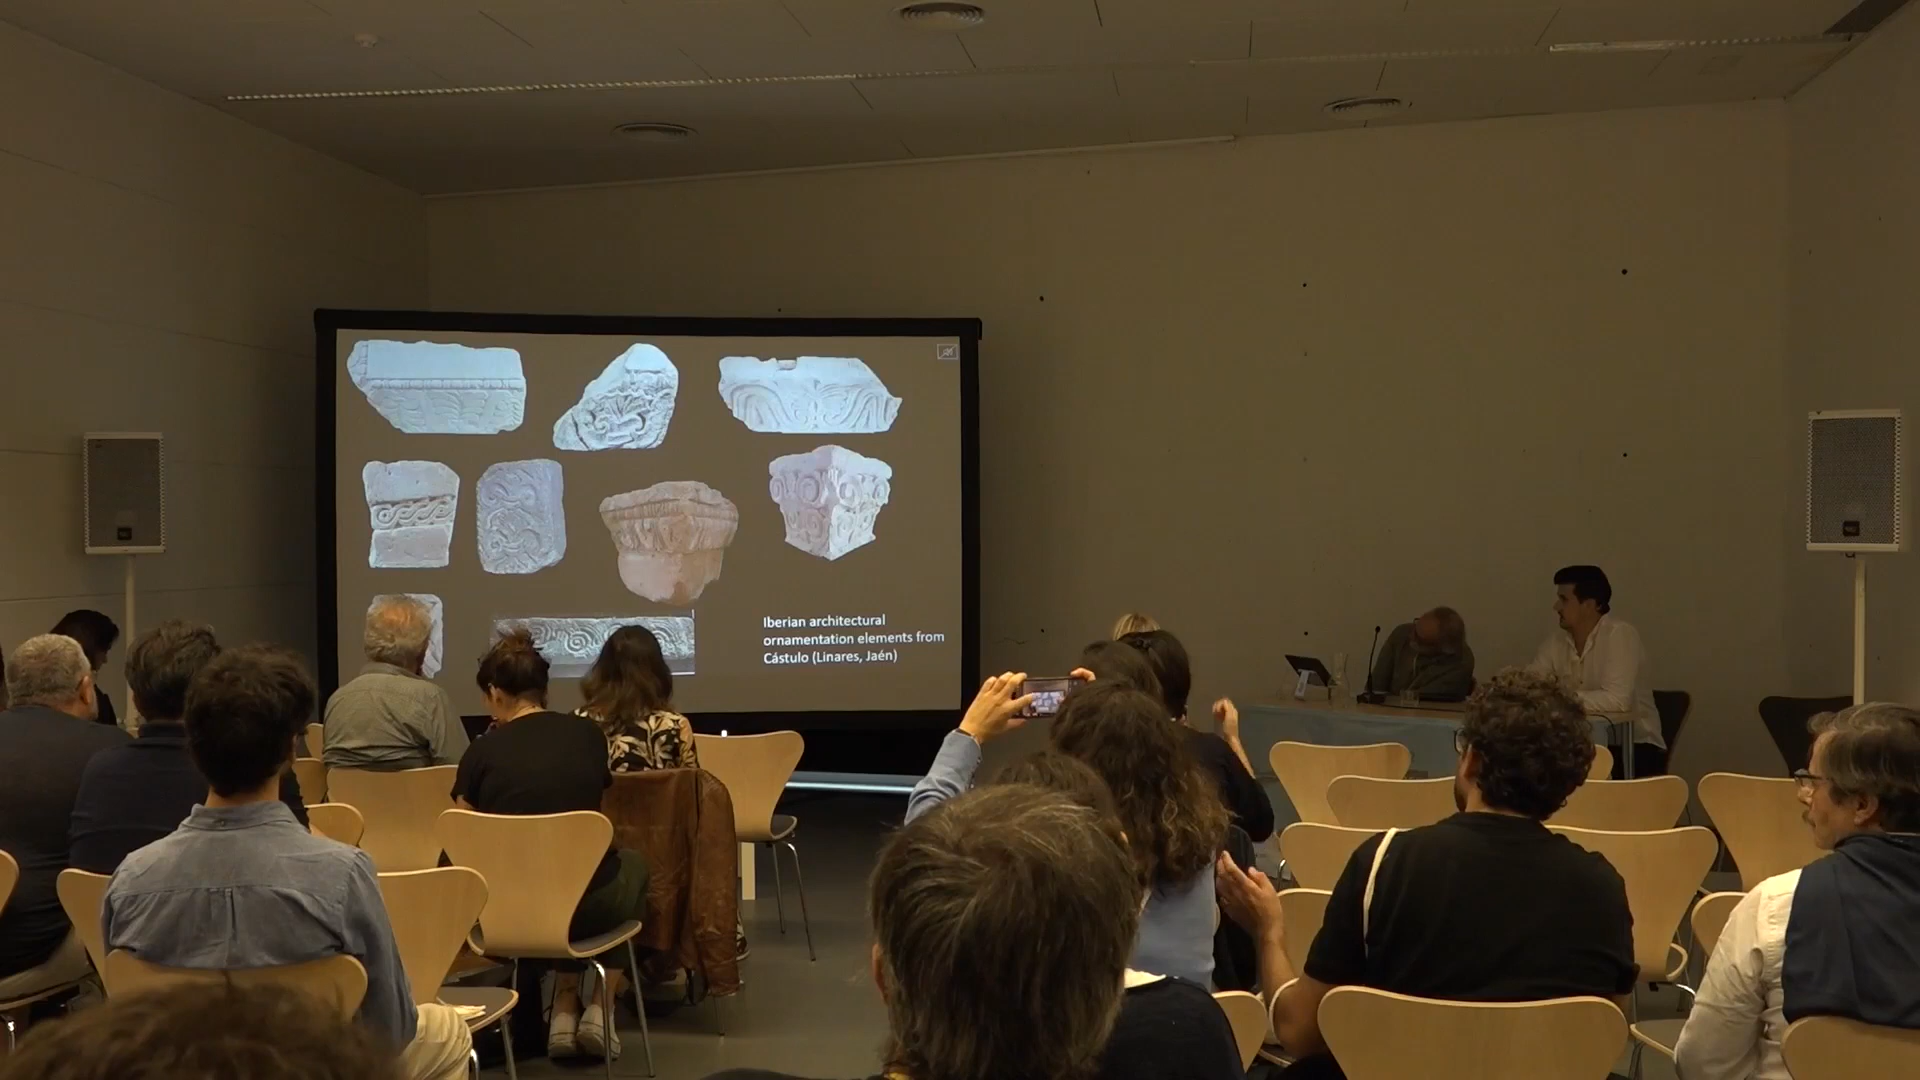 Iberian architectural
ornamentation elements from
Cástulo (Linares, Jaén)